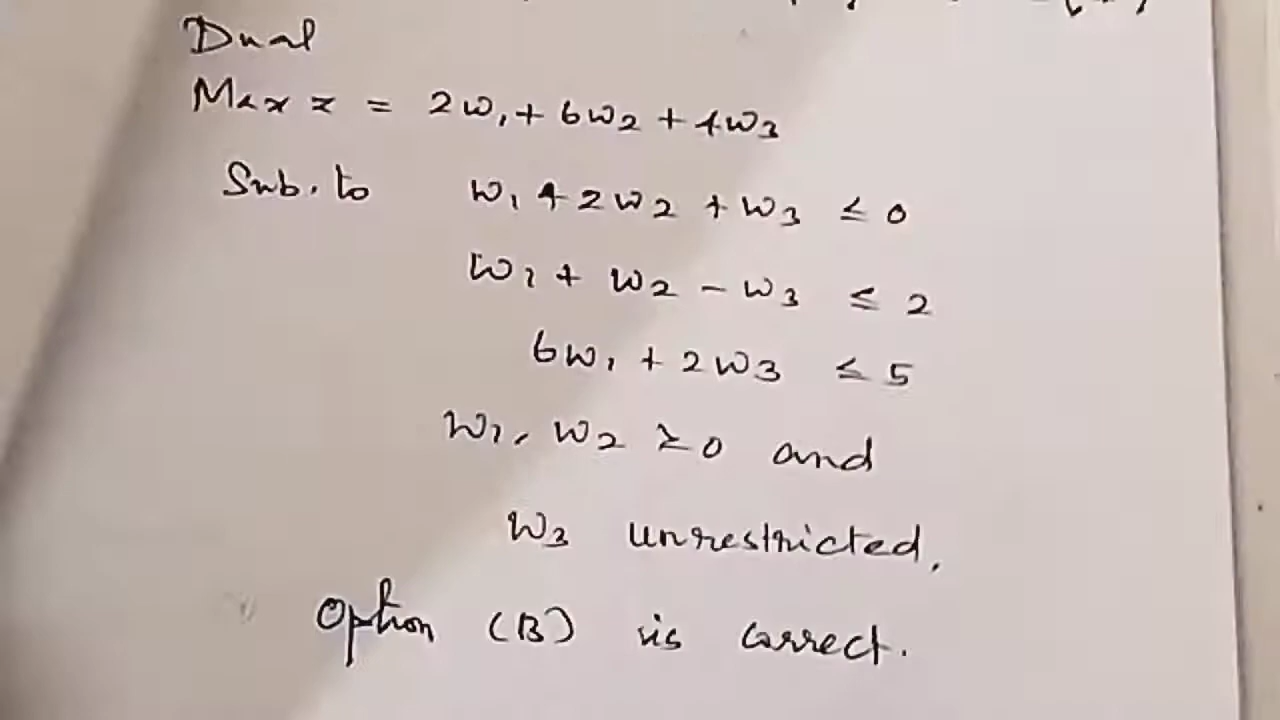 Dual
Max z = 2w₁ + 6w₂ + 4w₃
Sub. to w₁ + 2w₂ + w₃ ≤ 0
w₁ + w₂ - w₃ ≤ 2
6w₁ + 2w₃ ≤ 5
w₁, w₂ ≥ 0 and
w₃ unrestricted.
Option (B) is correct.